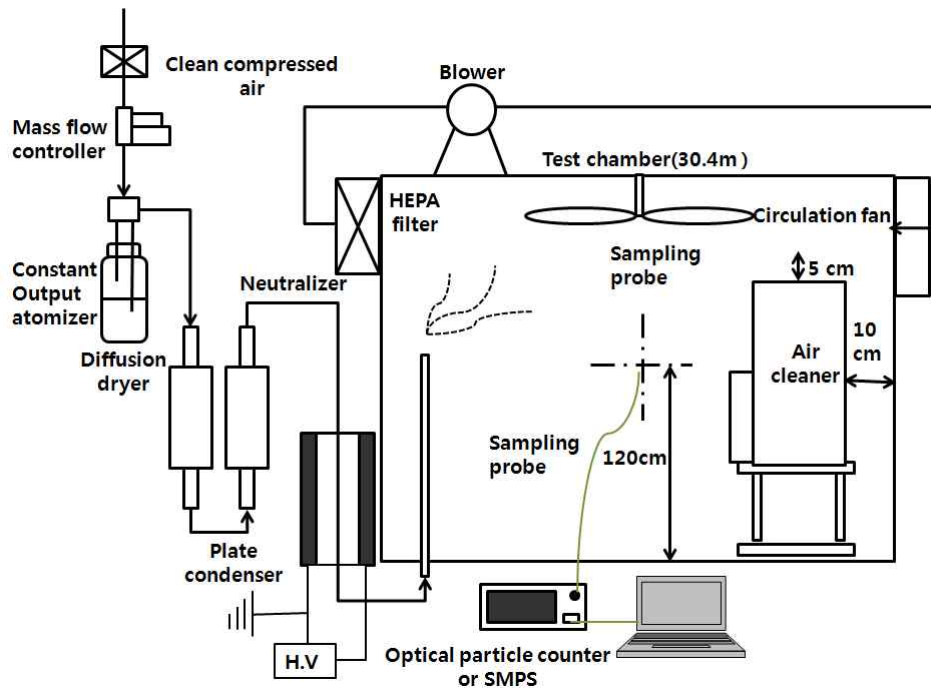 Clean compressed
air
Mass flow
controller
Constant
Output
atomizer
Diffusion
dryer
Neutralizer
Plate
condenser
H.V
Blower
HEPA
filter
Test chamber(30.4m )
Circulation fan
Sampling
probe
5 cm
10
cm
Air
cleaner
Sampling
probe
120cm
Optical particle counter
or SMPS